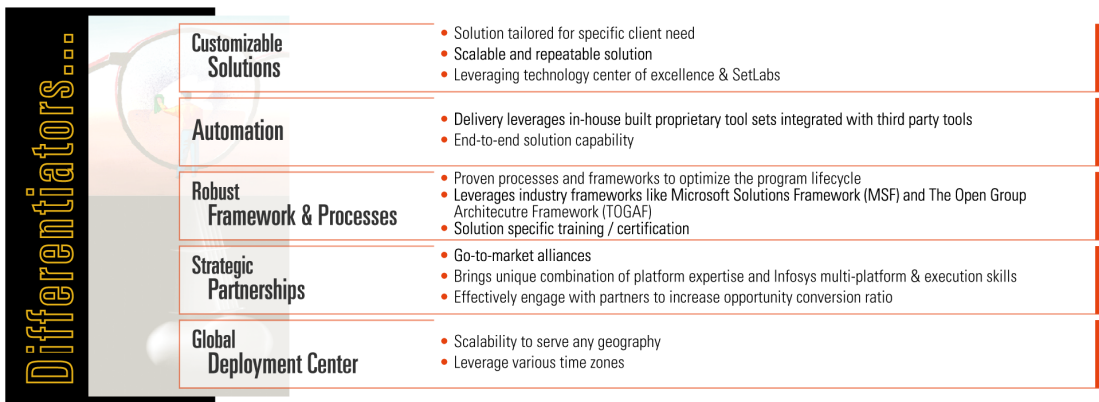 Differentiators...
Customizable
Solutions
• Solution tailored for specific client need
• Scalable and repeatable solution
• Leveraging technology center of excellence & SetLabs
Automation
• Delivery leverages in-house built proprietary tool sets integrated with third party tools
• End-to-end solution capability
Robust
Framework & Processes
• Proven processes and frameworks to optimize the program lifecycle
• Leverages industry frameworks like Microsoft Solutions Framework (MSF) and The Open Group
Architecutre Framework (TOGAF)
• Solution specific training / certification
Strategic
Partnerships
• Go-to-market alliances
• Brings unique combination of platform expertise and Infosys multi-platform & execution skills
• Effectively engage with partners to increase opportunity conversion ratio
Global
Deployment Center
• Scalability to serve any geography
• Leverage various time zones